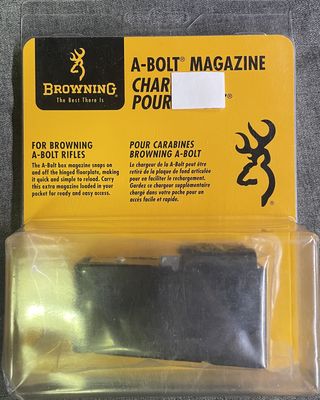 BROWNING®
The Best There Is
A-BOLT® MAGAZINE
CHAR
POUR
®
FOR BROWNING
A-BOLT RIFLES
The A-Bolt box magazine snaps on
and off the hinged floorplate, making
it quick and simple to reload. Carry
this extra magazine loaded in your
pocket for ready and easy access.
POUR CARABINES
BROWNING A-BOLT
Le chargeur de la A-Bolt peut être
retiré de la plaque de fond articulée
pour en faciliter le rechargement.
Gardez ce chargeur supplémentaire
chargé dans votre poche pour un
accès facile et rapide.